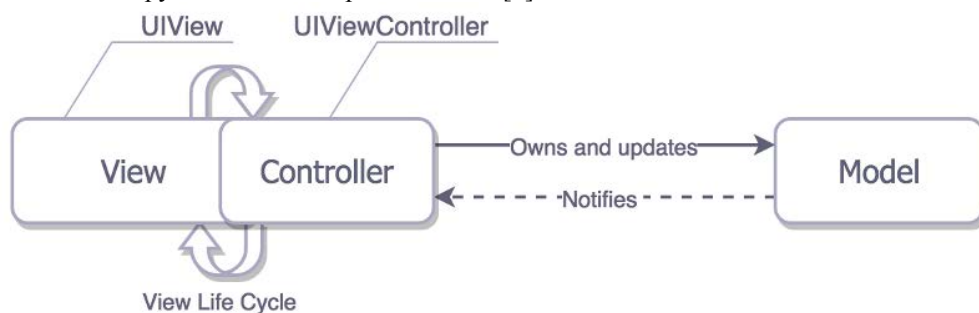 UIView UIViewController
View Controller Owns and updates Model
Notifies
View Life Cycle